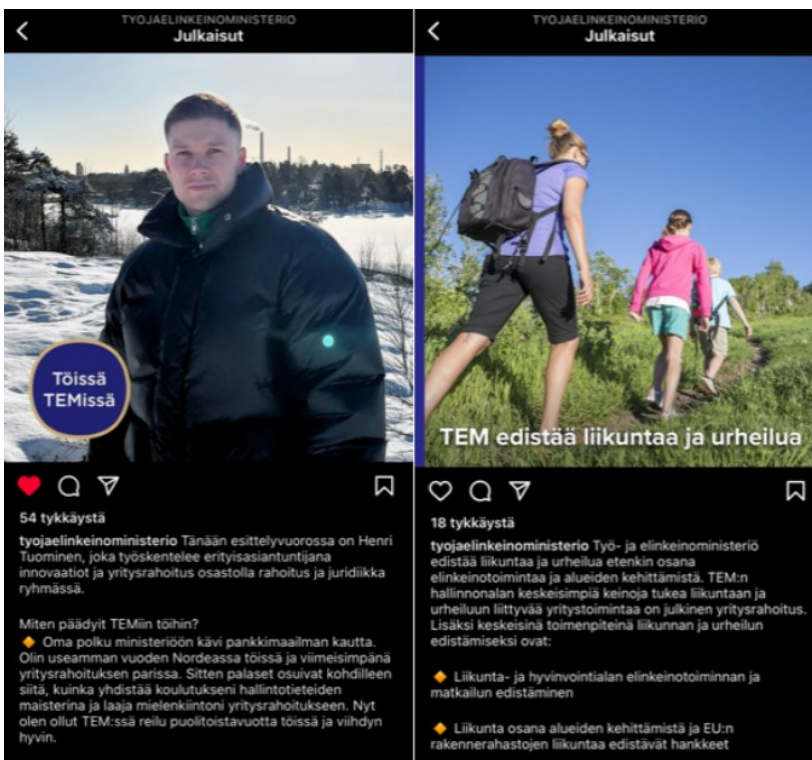 TYOJAELINKEINOMINISTERIO
Julkaisut
Töissä
TEMissä
54 tykkäystä
tyojaelinkeinoministerio Tänään esittelyvuorossa on Henri
Tuominen, joka työskentelee erityisasiantuntijana
innovaatiot ja yritysrahoitus osastolla rahoitus ja juridiikka
ryhmässä.
Miten päädyit TEMiin töihin?
🔸 Oma polku ministeriöön kävi pankkimaailman kautta.
Olin useamman vuoden Nordeassa töissä ja viimeisimpänä
yritysrahoituksen parissa. Sitten palaset osuivat kohdilleen
siitä, kuinka yhdistää koulutukseni hallintotieteiden
maisterina ja laaja mielenkiintoni yritysrahoitukseen. Nyt
olen ollut TEM:ssä reilu puolitoistavuotta töissä ja viihdyn
hyvin.
TYOJAELINKEINOMINISTERIO
Julkaisut
TEM edistää liikuntaa ja urheilua
18 tykkäystä
tyojaelinkeinoministerio Työ- ja elinkeinoministeriö
edistää liikuntaa ja urheilua etenkin osana
elinkeinotoimintaa ja alueiden kehittämistä. TEM:n
hallinnonalan keskeisimpiä keinoja tukea liikuntaan ja
urheiluun liittyvää yritystoimintaa on julkinen yritysrahoitus.
Lisäksi keskeisinä toimenpiteinä liikunnan ja urheilun
edistämiseksi ovat:
🔸 Liikunta- ja hyvinvointialan elinkeinotoiminnan ja
matkailun edistäminen
🔸 Liikunta osana alueiden kehittämistä ja EU:n
rakennerahastojen liikuntaa edistävät hankkeet